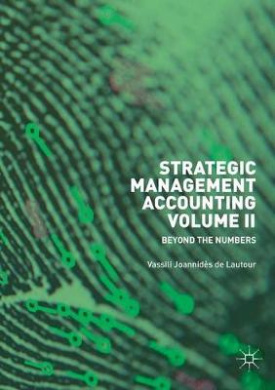 STRATEGIC
MANAGEMENT
ACCOUNTING
VOLUME II
BEYOND THE NUMBERS
Vassili Joannidès de Lautour